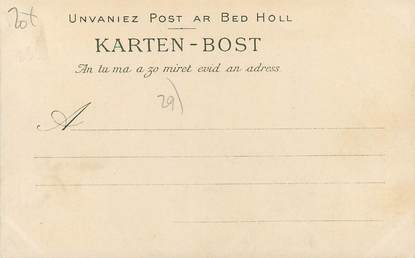 Unvaniez Post ar Bed Holl
KARTEN-BOST
An tu ma a zo miret evid an adress.
29)
A